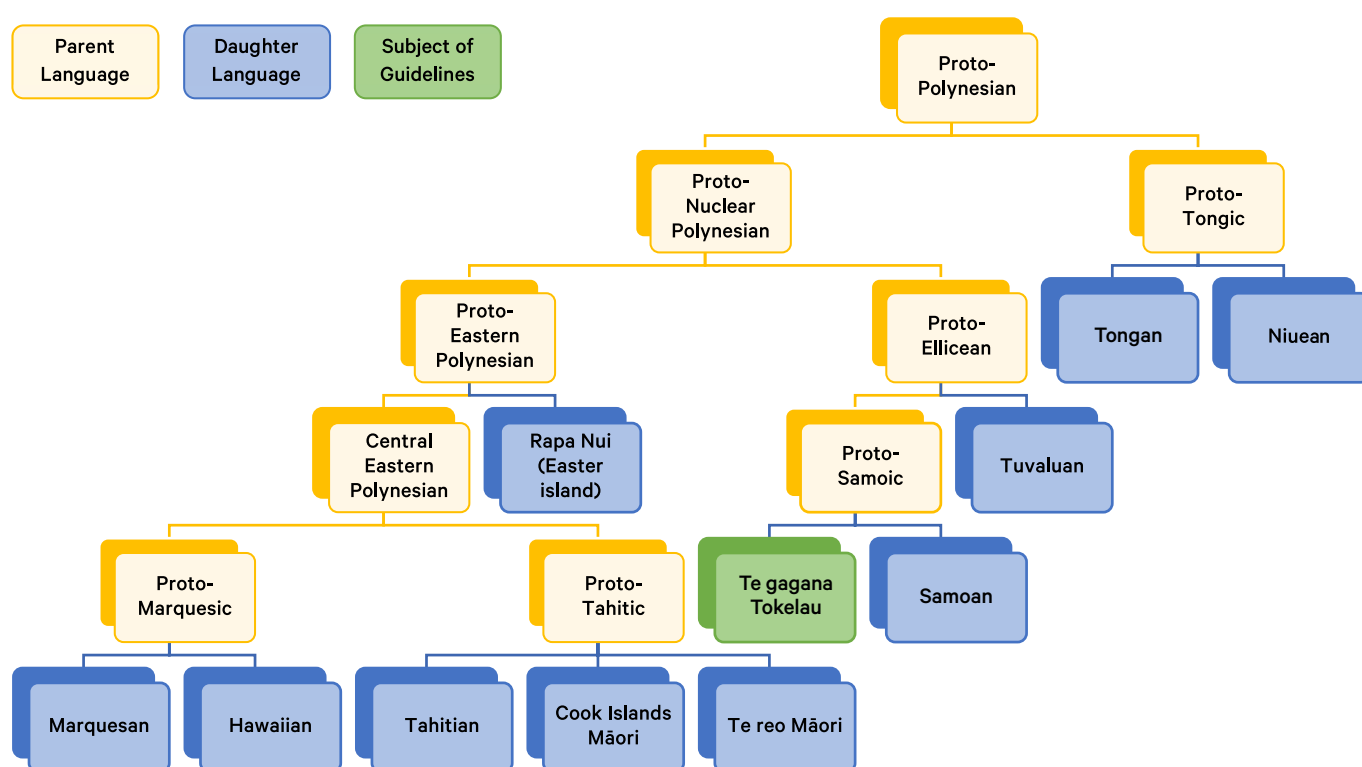 Parent
Language
Daughter
Language
Subject of
Guidelines
Proto-
Polynesian
Proto-
Nuclear
Polynesian
Proto-
Tongic
Proto-
Eastern
Polynesian
Proto-
Ellicean
Tongan
Niuean
Central
Eastern
Polynesian
Rapa Nui
(Easter
island)
Proto-
Samoic
Tuvaluan
Proto-
Marquesic
Proto-
Tahitic
Te gagana
Tokelau
Samoan
Marquesan
Hawaiian
Tahitian
Cook Islands
Māori
Te reo Māori